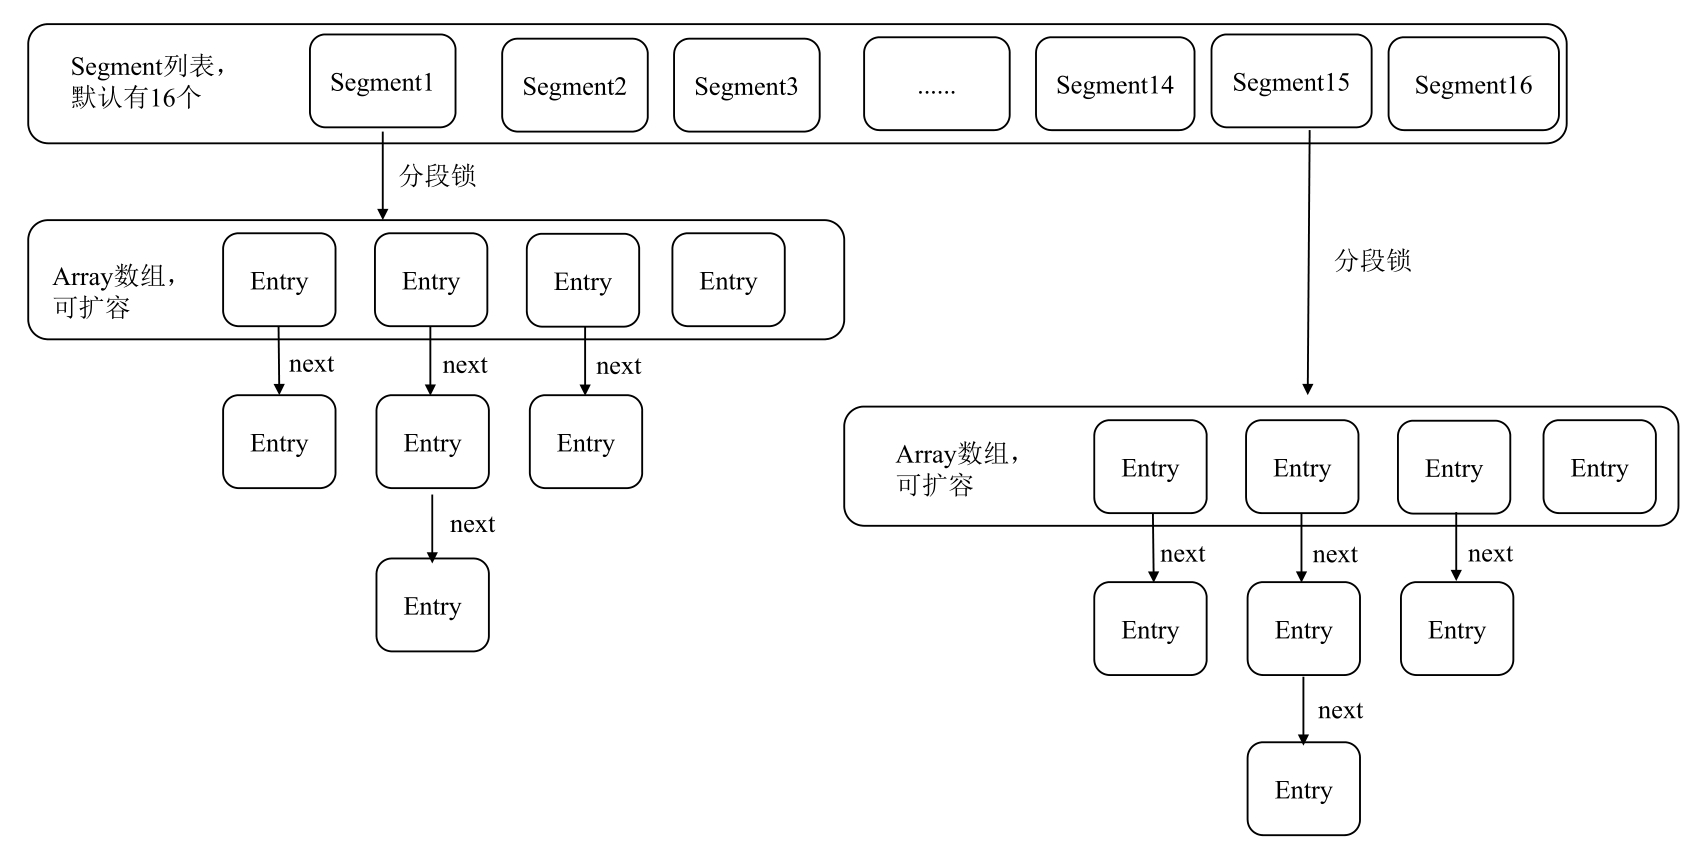 Segment列表，
默认有16个
Segment1
Segment2
Segment3
......
Segment14
Segment15
Segment16
分段锁
分段锁
Array数组，
可扩容
Entry
Entry
Entry
Entry
next
next
next
Entry
Entry
Entry
next
Entry
Array数组，
可扩容
Entry
Entry
Entry
Entry
next
next
next
Entry
Entry
Entry
next
Entry